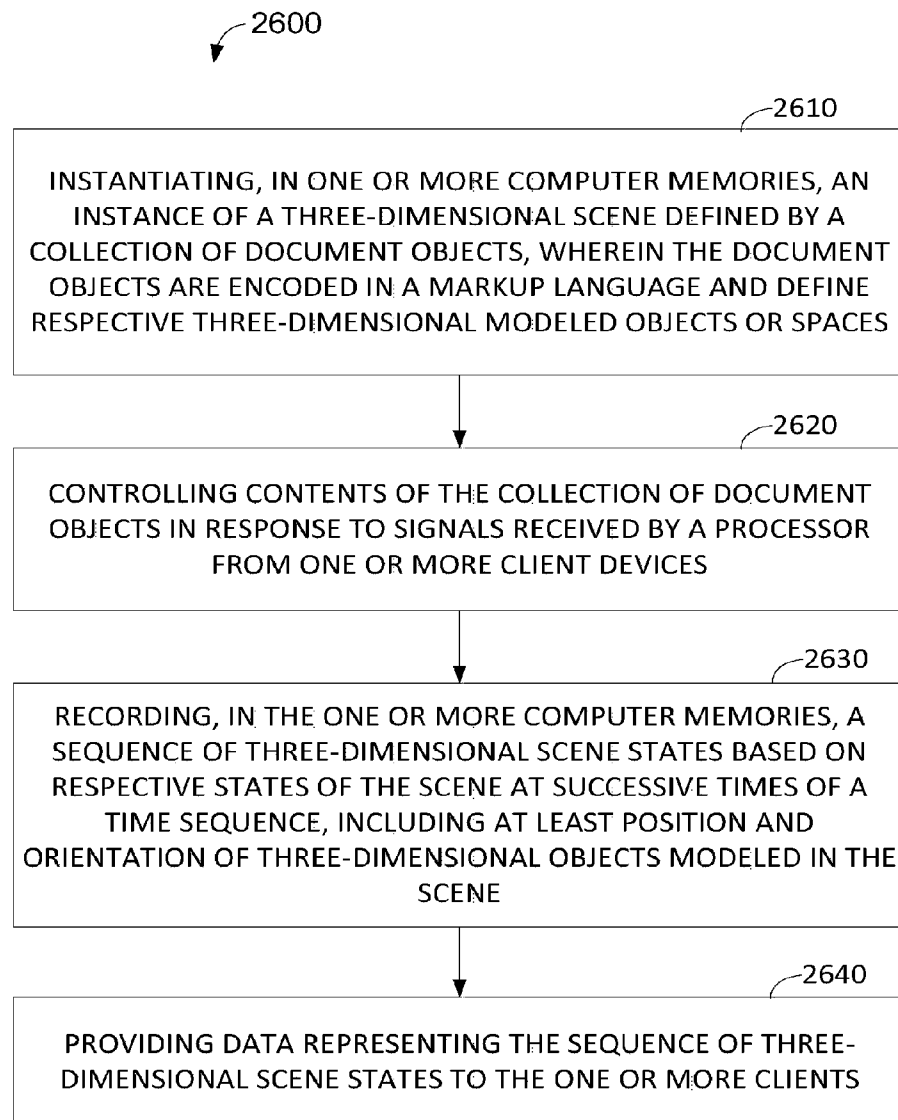 2600
2610
INSTANTIATING, IN ONE OR MORE COMPUTER MEMORIES, AN
INSTANCE OF A THREE-DIMENSIONAL SCENE DEFINED BY A
COLLECTION OF DOCUMENT OBJECTS, WHEREIN THE DOCUMENT
OBJECTS ARE ENCODED IN A MARKUP LANGUAGE AND DEFINE
RESPECTIVE THREE-DIMENSIONAL MODELED OBJECTS OR SPACES
2620
CONTROLLING CONTENTS OF THE COLLECTION OF DOCUMENT
OBJECTS IN RESPONSE TO SIGNALS RECEIVED BY A PROCESSOR
FROM ONE OR MORE CLIENT DEVICES
2630
RECORDING, IN THE ONE OR MORE COMPUTER MEMORIES, A
SEQUENCE OF THREE-DIMENSIONAL SCENE STATES BASED ON
RESPECTIVE STATES OF THE SCENE AT SUCCESSIVE TIMES OF A
TIME SEQUENCE, INCLUDING AT LEAST POSITION AND
ORIENTATION OF THREE-DIMENSIONAL OBJECTS MODELED IN THE
SCENE
2640
PROVIDING DATA REPRESENTING THE SEQUENCE OF THREE-
DIMENSIONAL SCENE STATES TO THE ONE OR MORE CLIENTS